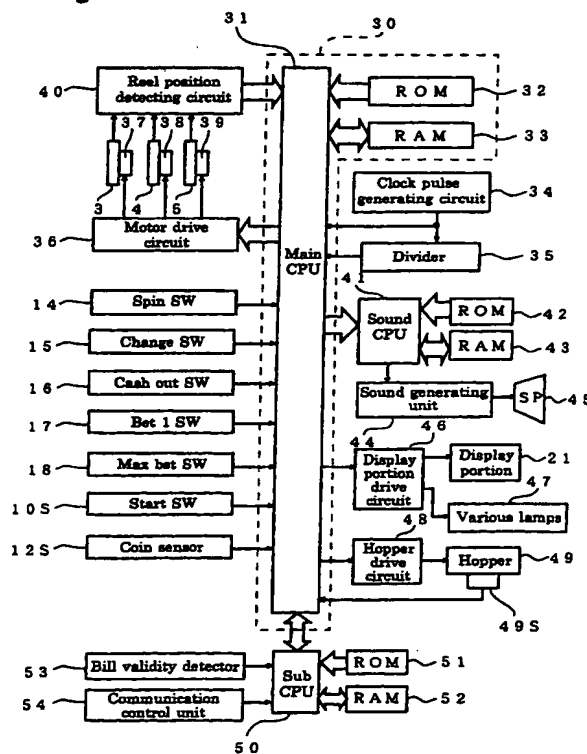 31
30
40
Reel position
detecting circuit
ROM
32
RAM
33
37
38
39
3
4
5
Clock pulse
generating circuit
34
36
Motor drive
circuit
Divider
35
Main
CPU
41
14
Spin SW
Sound
CPU
ROM
42
15
Change SW
RAM
43
16
Cash out SW
Sound generating
unit
SP
45
17
Bet 1 SW
44
46
18
Max bet SW
Display
portion drive
circuit
Display
portion
21
47
10S
Start SW
Various lamps
48
12S
Coin sensor
Hopper
drive
circuit
Hopper
49
49S
53
Bill validity detector
Sub
CPU
ROM
51
54
Communication
control unit
RAM
52
50